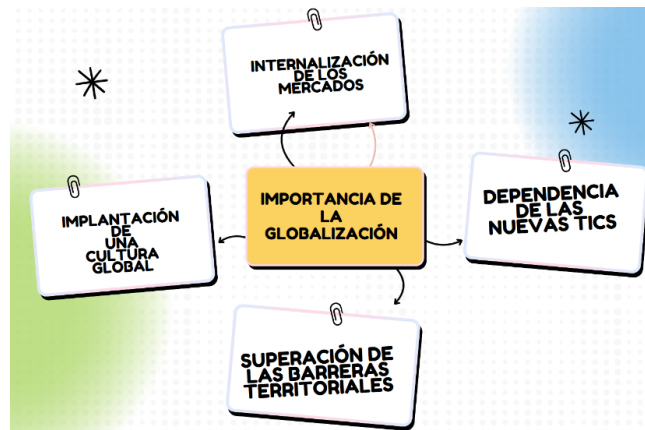 INTERNALIZACIÓN
DE LOS
MERCADOS
IMPORTANCIA DE
LA
GLOBALIZACIÓN
DEPENDENCIA
DE LAS
NUEVAS TICS
IMPLANTACIÓN
DE
UNA
CULTURA
GLOBAL
SUPERACIÓN DE
LAS BARRERAS
TERRITORIALES